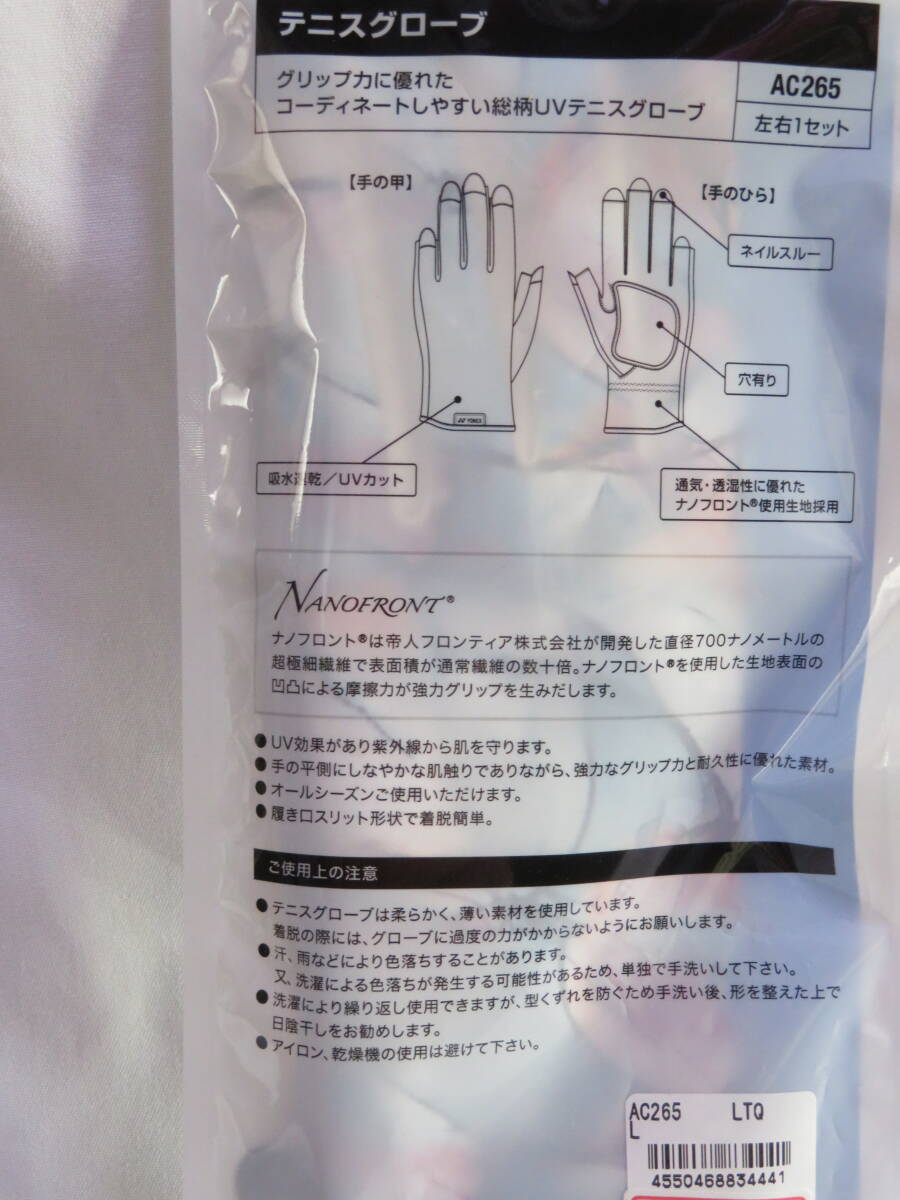 テニスグローブ
グリップ力に優れた
コーディネートしやすい総柄UVテニスグローブ
AC265
左右1セット
【手の甲】
【手のひら】
ネイルスルー
穴有り
YONEX
吸水速乾／UVカット
通気・透湿性に優れた
ナノフロント®使用生地採用
NANOFRONT®
ナノフロント®は帝人フロンティア株式会社が開発した直径700ナノメートルの
超極細繊維で表面積が通常繊維の数十倍。ナノフロント®を使用した生地表面の
凹凸による摩擦力が強力グリップを生みだします。
●UV効果があり紫外線から肌を守ります。
●手の平側にしなやかな肌触りでありながら、強力なグリップ力と耐久性に優れた素材。
●オールシーズンご使用いただけます。
●履き口スリット形状で着脱簡単。
ご使用上の注意
●テニスグローブは柔らかく、薄い素材を使用しています。
着脱の際には、グローブに過度の力がかからないようにお願いします。
●汗、雨などにより色落ちすることがあります。
又、洗濯による色落ちが発生する可能性があるため、単独で手洗いして下さい。
●洗濯により繰り返し使用できますが、型くずれを防ぐため手洗い後、形を整えた上で
日陰干しをお勧めします。
●アイロン、乾燥機の使用は避けて下さい。
AC265 LTQ
L
4550468834441